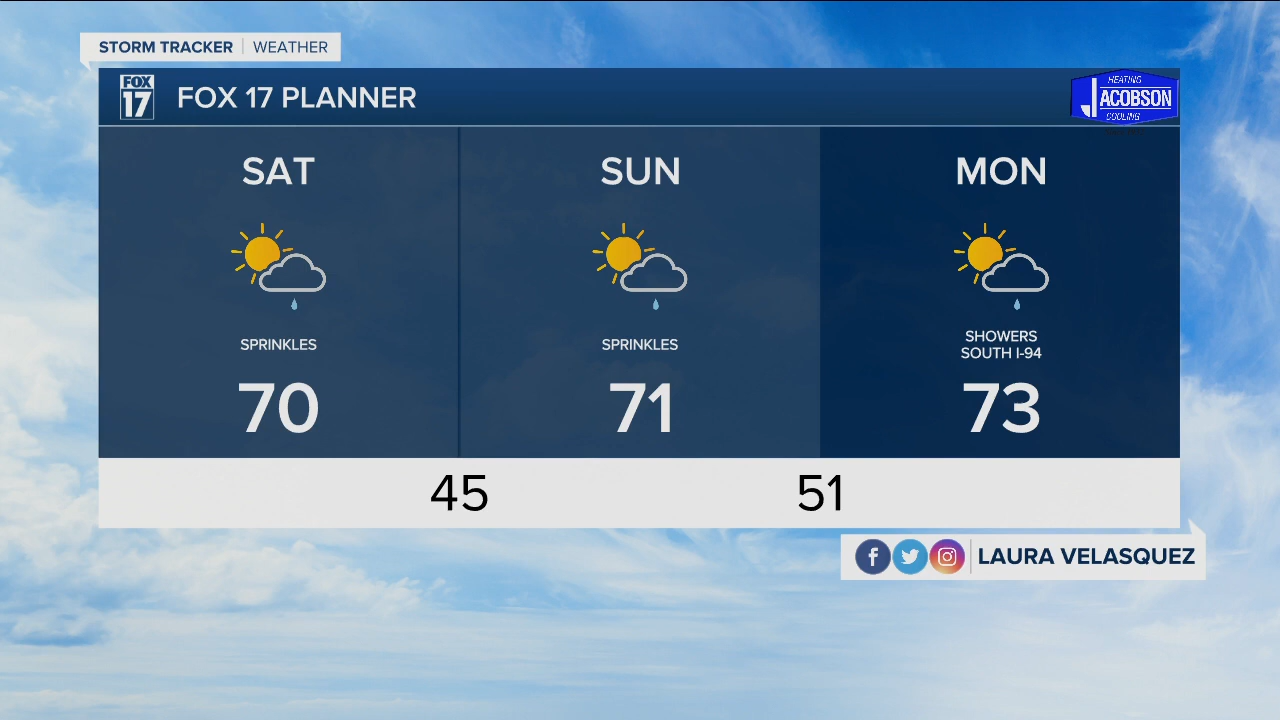 STORM TRACKER | WEATHER
FOX 17
FOX 17 PLANNER
HEATING
JACOBSON
COOLING
SAT
SUN
MON
SPRINKLES
SPRINKLES
SHOWERS
SOUTH I-94
70
71
73
45
51
LAURA VELASQUEZ